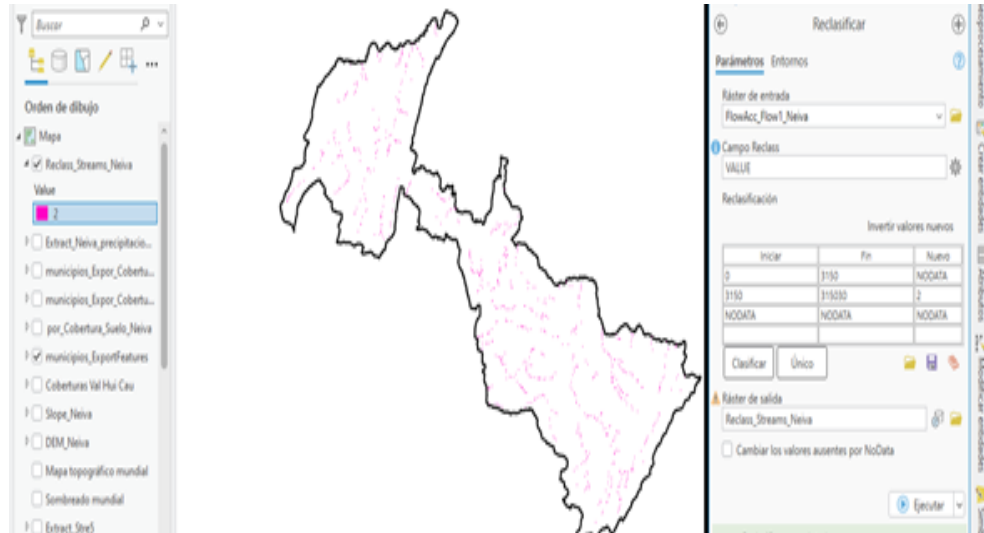 Buscar
Orden de dibujo
Mapa
Reclass_Streams_Neiva
Value
2
Extract_Neiva_precipitacio...
municipios_Expor_Cobertu...
municipios_Expor_Cobertu...
por_Cobertura_Suelo_Neiva
municipios_ExportFeatures
Coberturas Val Hui Cau
Slope_Neiva
DEM_Neiva
Mapa topográfico mundial
Sombreado mundial
Extract_Stre5
Reclasificar
Parámetros Entornos
Ráster de entrada
FlowAcc_Flow1_Neiva
Campo Reclass
VALUE
Reclasificación
Invertir valores nuevos
Iniciar Fin Nuevo
0 3150 NODATA
3150 315030 2
NODATA NODATA NODATA
Clasificar Único
Ráster de salida
Reclass_Streams_Neiva
Cambiar los valores ausentes por NoData
Ejecutar
Crear entidades
Atributos
Modificar entidades